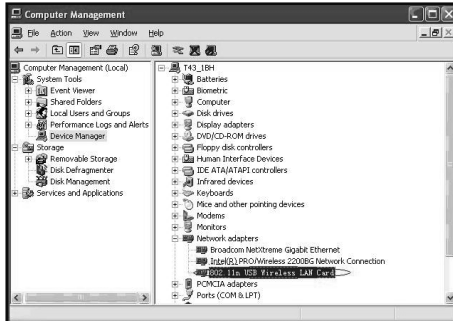 Computer Management
File Action View Window Help
Computer Management (Local)
System Tools
Event Viewer
Shared Folders
Local Users and Groups
Performance Logs and Alerts
Device Manager
Storage
Removable Storage
Disk Defragmenter
Disk Management
Services and Applications
T43_1BH
Batteries
Biometric
Computer
Disk drives
Display adapters
DVD/CD-ROM drives
Floppy disk controllers
Human Interface Devices
IDE ATA/ATAPI controllers
Infrared devices
Keyboards
Mice and other pointing devices
Modems
Monitors
Network adapters
Broadcom NetXtreme Gigabit Ethernet
Intel(R) PRO/Wireless 2200BG Network Connection
802.11n USB Wireless LAN Card
PCMCIA adapters
Ports (COM & LPT)